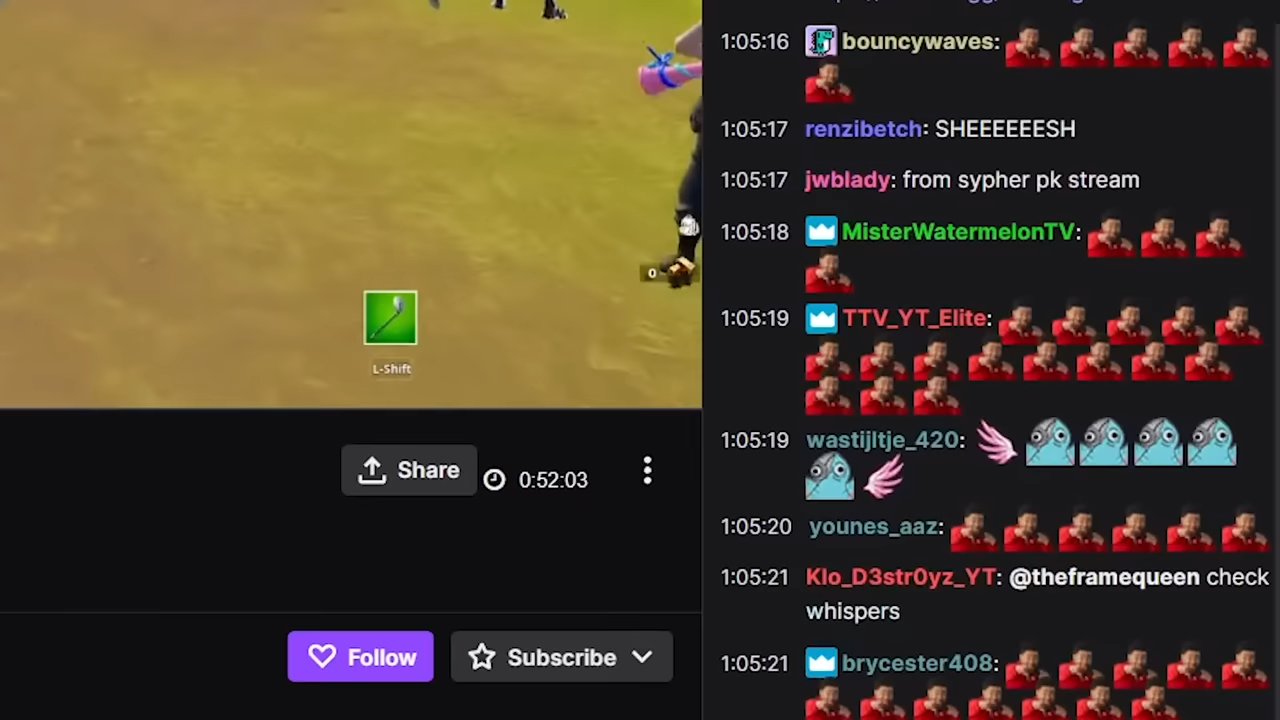 1:05:16 bouncywaves:
1:05:17 renzibetch: SHEEEEEESH
1:05:17 jwblady: from sypher pk stream
1:05:18 MisterWatermelonTV:
1:05:19 TTV_YT_Elite:
1:05:19 wastijltje_420:
1:05:20 younes_aaz:
1:05:21 Klo_D3str0yz_YT: @theframequeen check
whispers
1:05:21 brycester408:
0
L-Shift
Share 0:52:03
Follow Subscribe